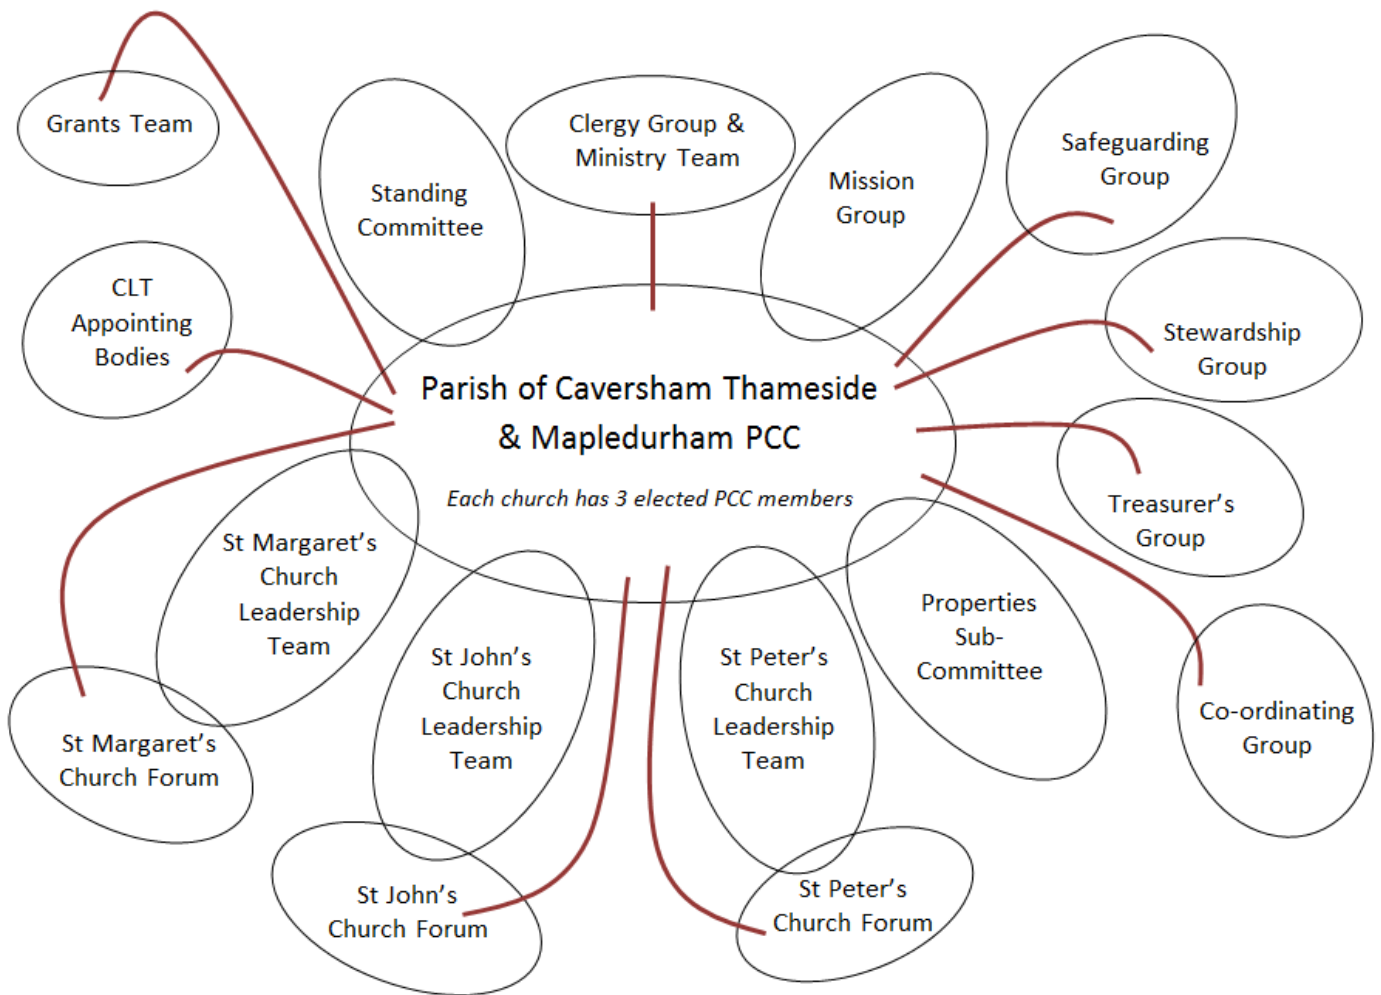 Grants Team
Standing
Committee
Clergy Group &
Ministry Team
Mission
Group
Safeguarding
Group
CLT
Appointing
Bodies
Stewardship
Group
Parish of Caversham Thameside
& Mapledurham PCC
Each church has 3 elected PCC members
Treasurer’s
Group
St Margaret’s
Church
Leadership
Team
St John’s
Church
Leadership
Team
St Peter’s
Church
Leadership
Team
Properties
Sub-
Committee
Co-ordinating
Group
St Margaret’s
Church Forum
St John’s
Church Forum
St Peter’s
Church Forum